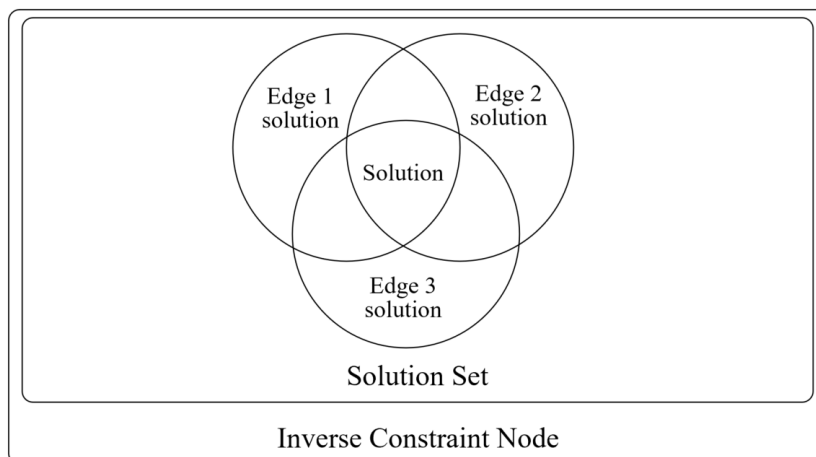 Edge 1
solution
Edge 2
solution
Solution
Edge 3
solution
Solution Set
Inverse Constraint Node